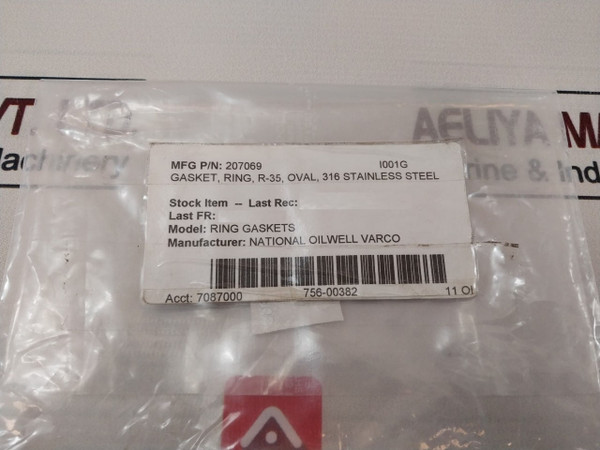 VT.
AELIYA MA
Machinery
rine & Ind
MFG P/N: 207069 I001G
GASKET, RING, R-35, OVAL, 316 STAINLESS STEEL
Stock Item -- Last Rec:
Last FR:
Model: RING GASKETS
Manufacturer: NATIONAL OILWELL VARCO
Acct: 7087000 756-00382 11 O